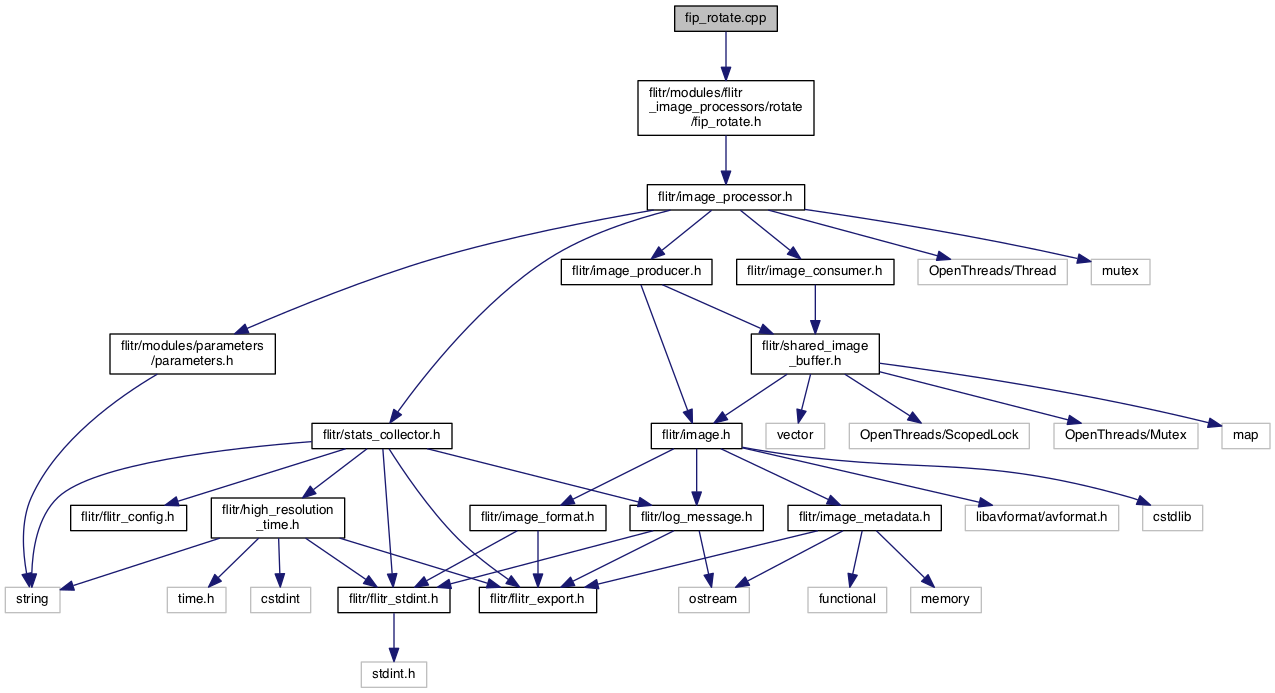 fip_rotate.cpp
flitr/modules/flitr
_image_processors/rotate
/fip_rotate.h
flitr/image_processor.h
flitr/image_producer.h
flitr/image_consumer.h
OpenThreads/Thread
mutex
flitr/modules/parameters
/parameters.h
flitr/shared_image
_buffer.h
flitr/stats_collector.h
flitr/image.h
vector
OpenThreads/ScopedLock
OpenThreads/Mutex
map
flitr/flitr_config.h
flitr/high_resolution
_time.h
flitr/image_format.h
flitr/log_message.h
flitr/image_metadata.h
libavformat/avformat.h
cstdlib
string
time.h
cstdint
flitr/flitr_stdint.h
flitr/flitr_export.h
ostream
functional
memory
stdint.h